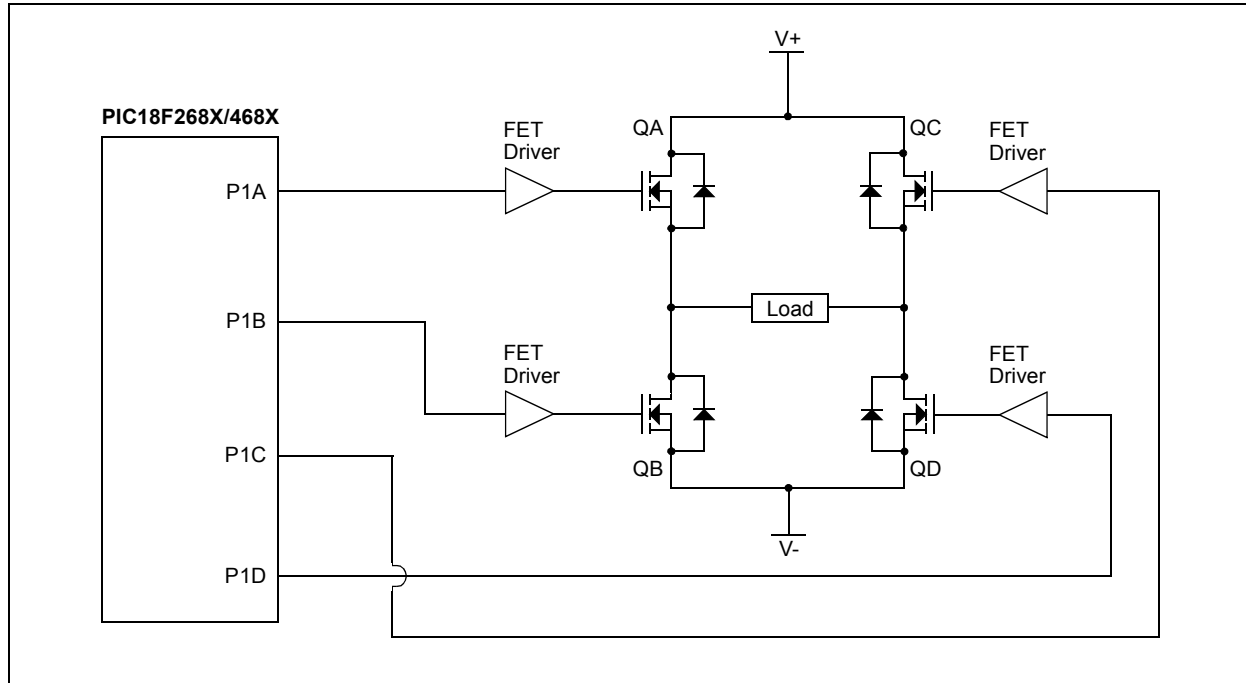 V+
PIC18F268X/468X
QA
QC
FET
Driver
FET
Driver
P1A
P1B
Load
FET
Driver
FET
Driver
P1C
QB
QD
V-
P1D